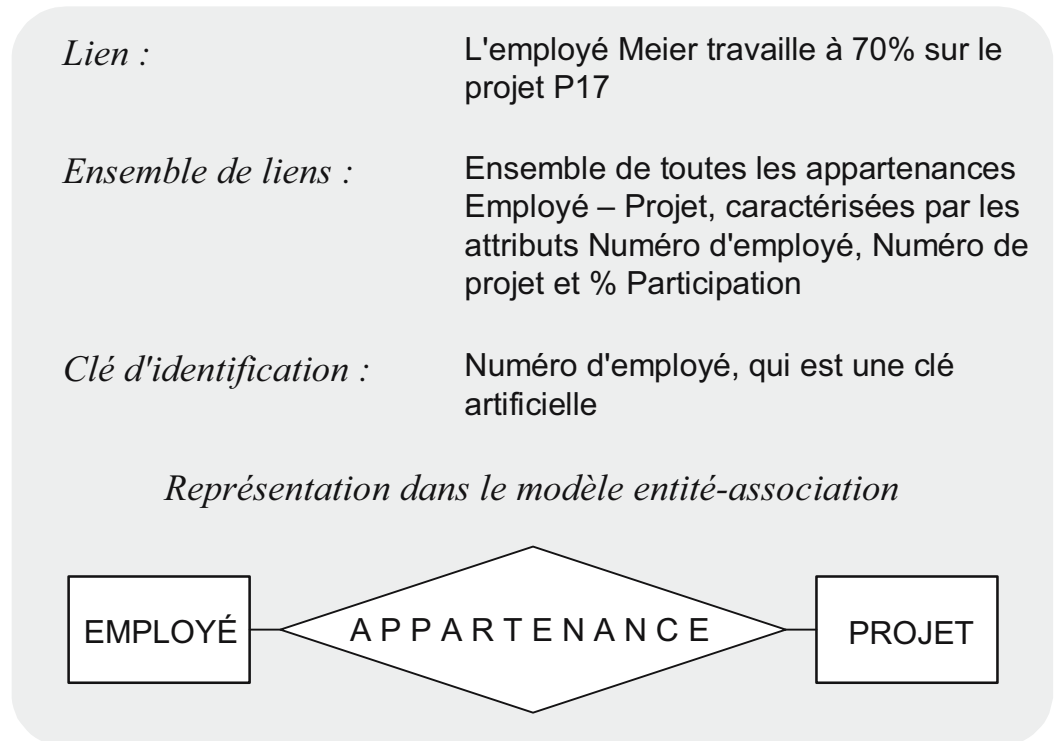 Lien :
L'employé Meier travaille à 70% sur le
projet P17
Ensemble de liens :
Ensemble de toutes les appartenances
Employé – Projet, caractérisées par les
attributs Numéro d'employé, Numéro de
projet et % Participation
Clé d'identification :
Numéro d'employé, qui est une clé
artificielle
Représentation dans le modèle entité-association
EMPLOYÉ
APPARTENANCE
PROJET